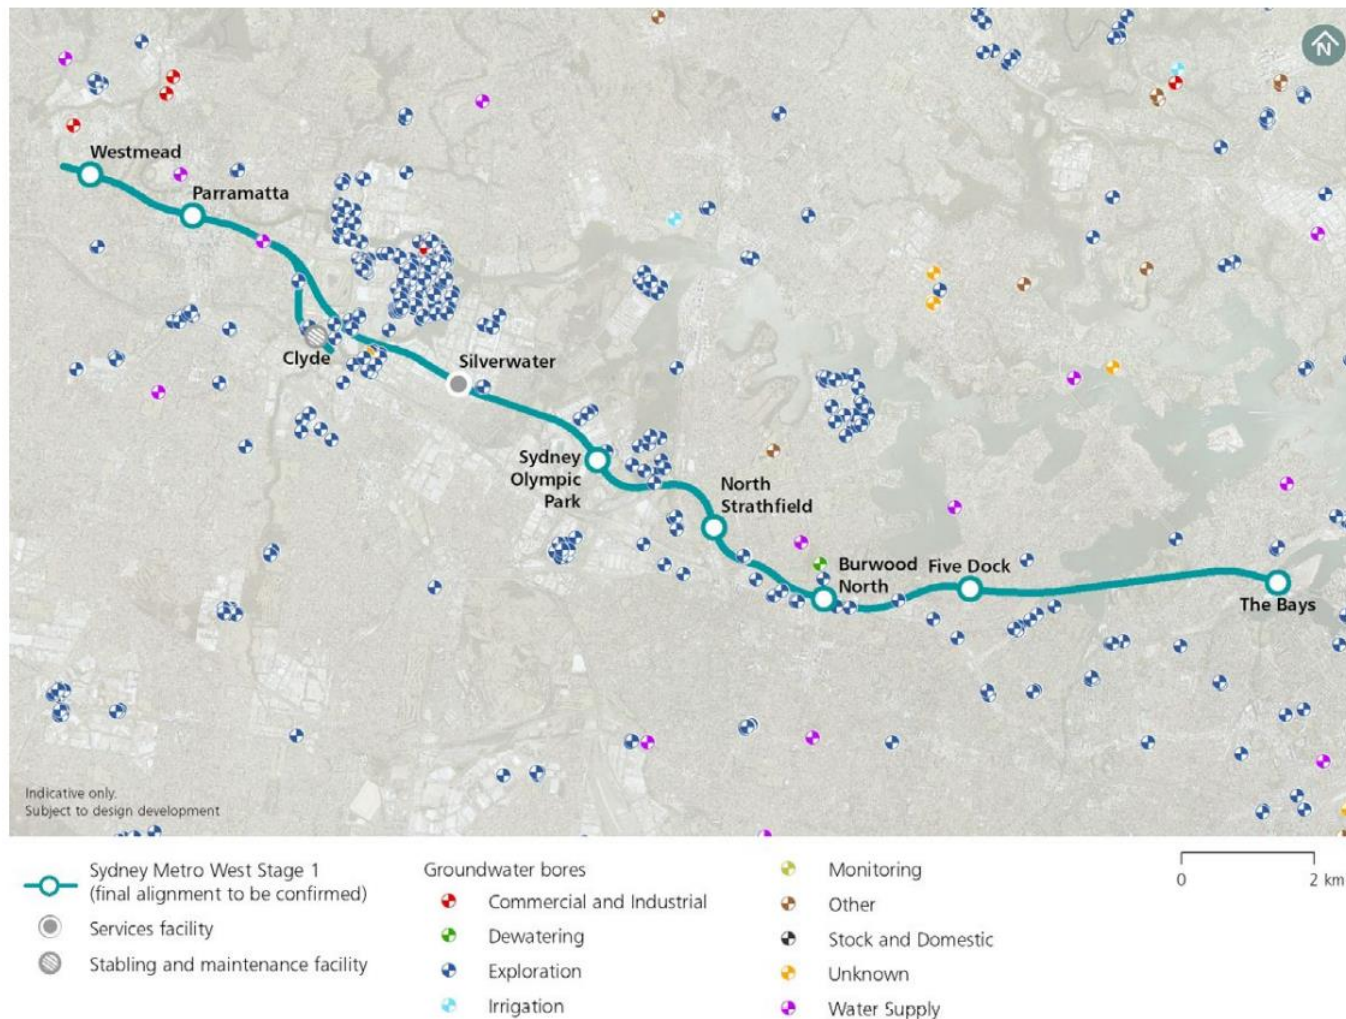 N
Westmead
Parramatta
Clyde
Silverwater
Sydney
Olympic
Park
North
Strathfield
Burwood
North
Five Dock
The Bays
Indicative only.
Subject to design development
Sydney Metro West Stage 1
(final alignment to be confirmed)
Services facility
Stabling and maintenance facility
Groundwater bores
Commercial and Industrial
Dewatering
Exploration
Irrigation
Monitoring
Other
Stock and Domestic
Unknown
Water Supply
0 2 km